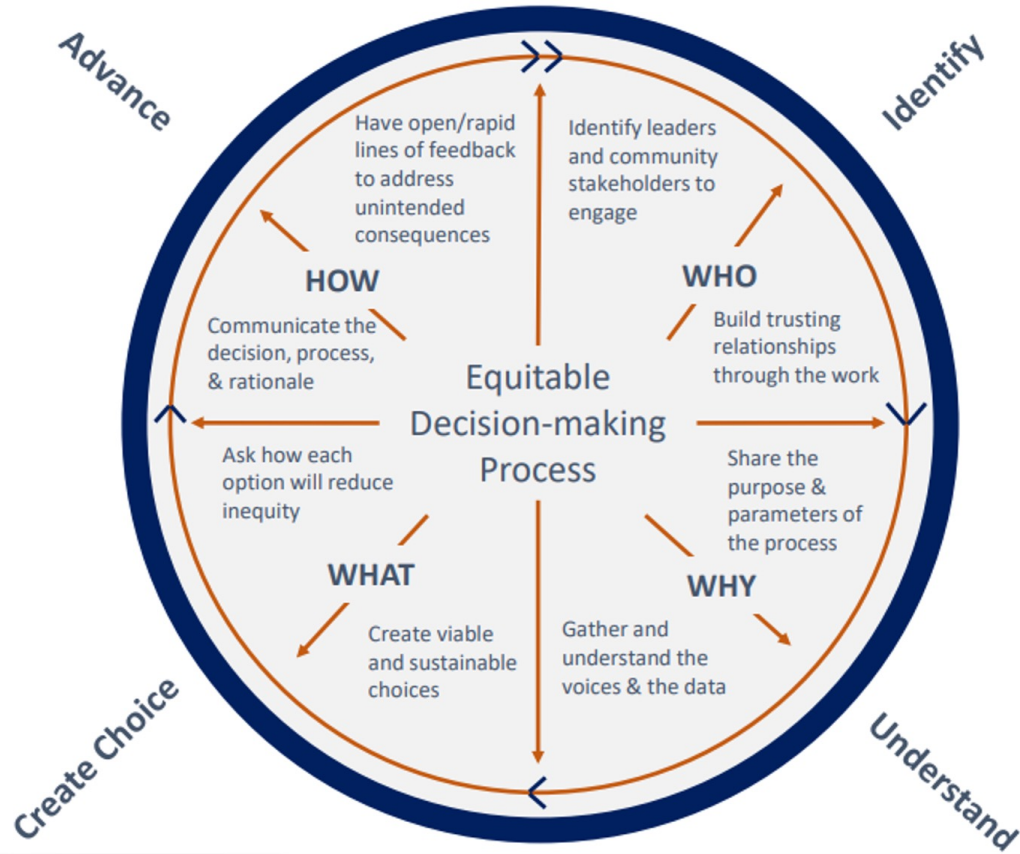 Advance
Identify
Have open/rapid
lines of feedback
to address
unintended
consequences
Identify leaders
and community
stakeholders to
engage
HOW
WHO
Communicate the
decision, process,
& rationale
Build trusting
relationships
through the work
Equitable
Decision-making
Process
Ask how each
option will reduce
inequity
Share the
purpose &
parameters of
the process
WHAT
WHY
Create viable
and sustainable
choices
Gather and
understand the
voices & the data
Create Choice
Understand